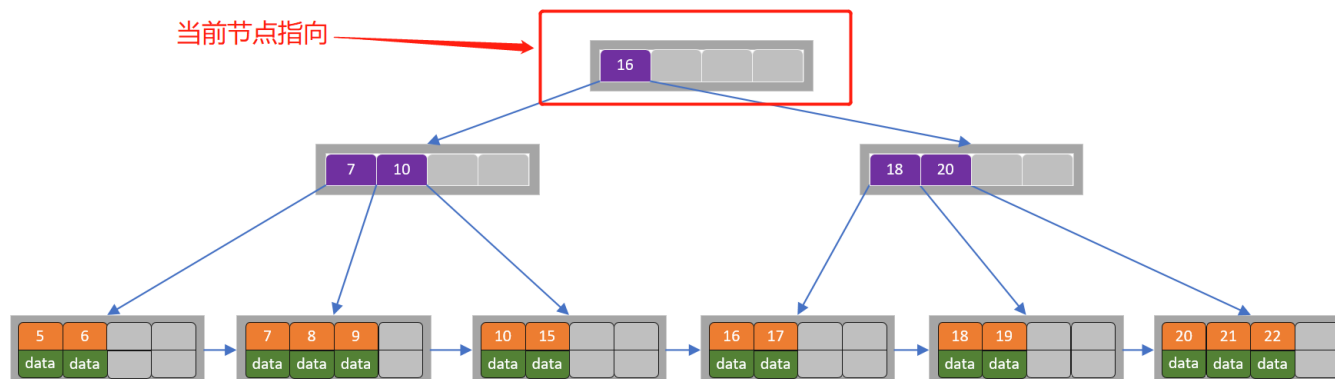 当前节点指向
16
7 10
18 20
5 6
data data
7 8 9
data data data
10 15
data data
16 17
data data
18 19
data data
20 21 22
data data data